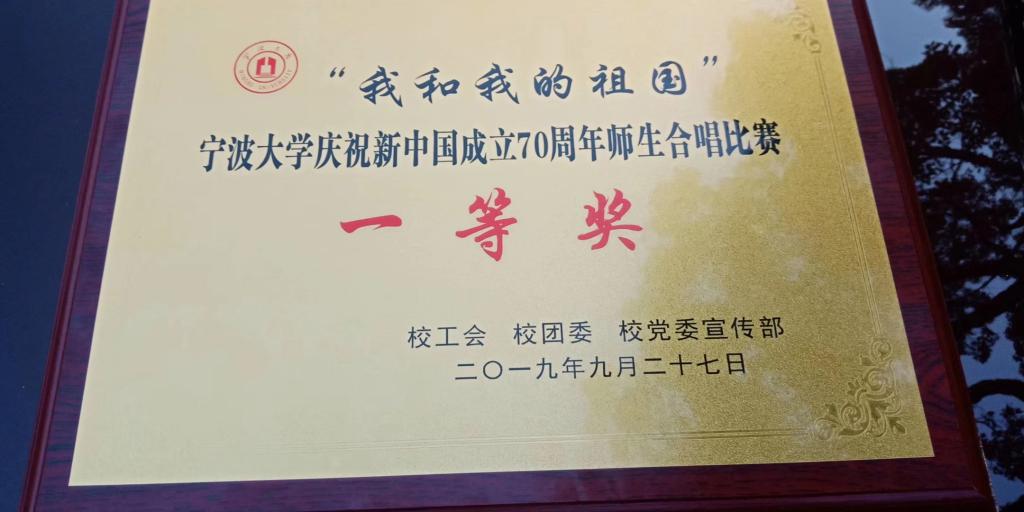 “我和我的祖国”
宁波大学庆祝新中国成立70周年师生合唱比赛
一等奖
校工会 校团委 校党委宣传部
二〇一九年九月二十七日